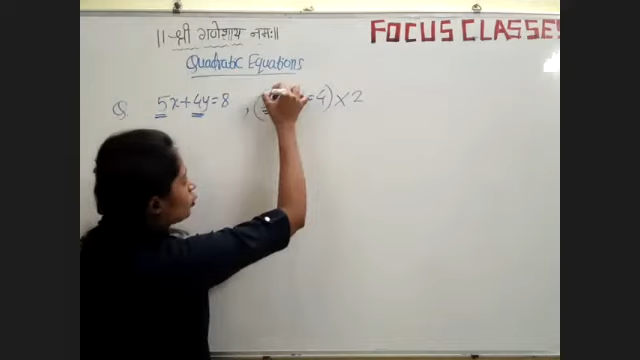 ॥ श्री गणेशाय नमः॥
FOCUS CLASSES
Quadratic Equations
Q. 5x+4y=8 , ( =4)×2